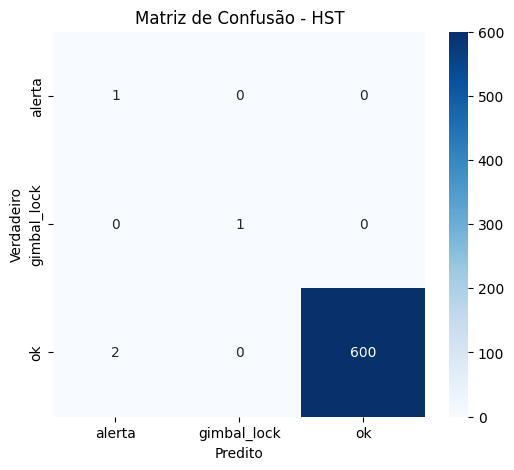 Matriz de Confusão - HST
Verdadeiro
alerta
gimbal_lock
ok
1 0 0
0 1 0
2 0 600
alerta gimbal_lock ok
Predito
600
500
400
300
200
100
0